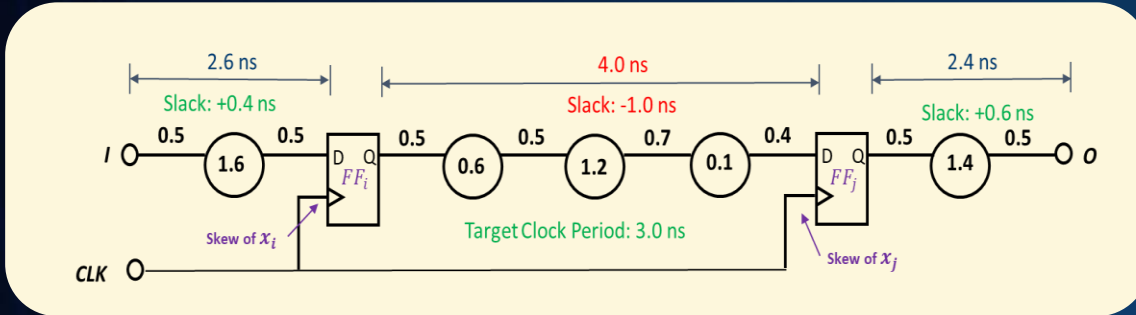 2.6 ns
4.0 ns
2.4 ns
Slack: +0.4 ns
Slack: -1.0 ns
Slack: +0.6 ns
I 0.5 1.6 0.5 D Q 0.5 0.6 0.5 1.2 0.7 0.1 0.4 D Q 0.5 1.4 0.5 O
FFᵢ
FFⱼ
Target Clock Period: 3.0 ns
Skew of xᵢ
Skew of xⱼ
CLK